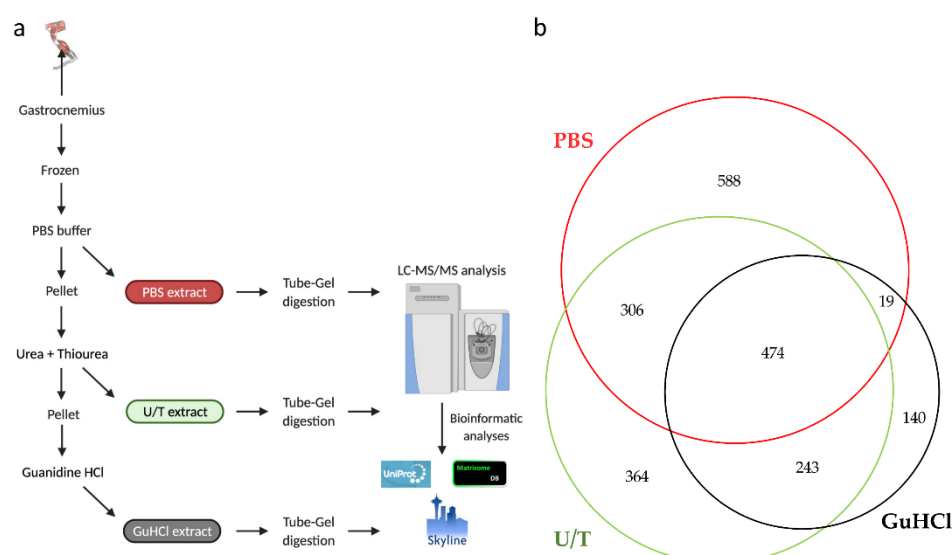 a
Gastrocnemius
Frozen
PBS buffer
Pellet
PBS extract
Tube-Gel
digestion
LC-MS/MS analysis
Urea + Thiourea
Pellet
U/T extract
Tube-Gel
digestion
Bioinformatic
analyses
UniProt
Matrisome
DB
Guanidine HCl
GuHCl extract
Tube-Gel
digestion
Skyline
b
PBS
588
306
19
474
140
364
243
GuHCl
U/T